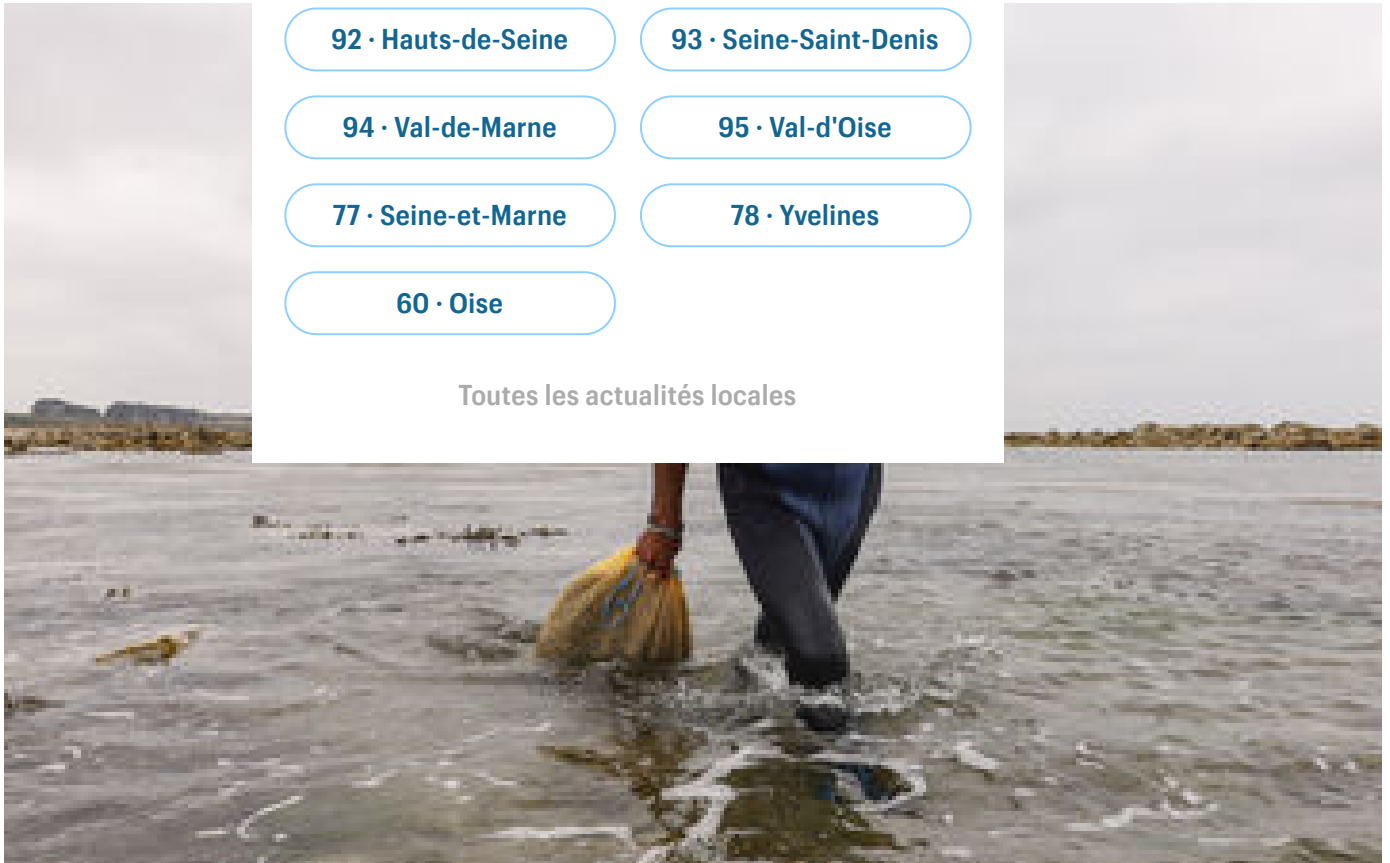 92 · Hauts-de-Seine
93 · Seine-Saint-Denis
94 · Val-de-Marne
95 · Val-d'Oise
77 · Seine-et-Marne
78 · Yvelines
60 · Oise
Toutes les actualités locales